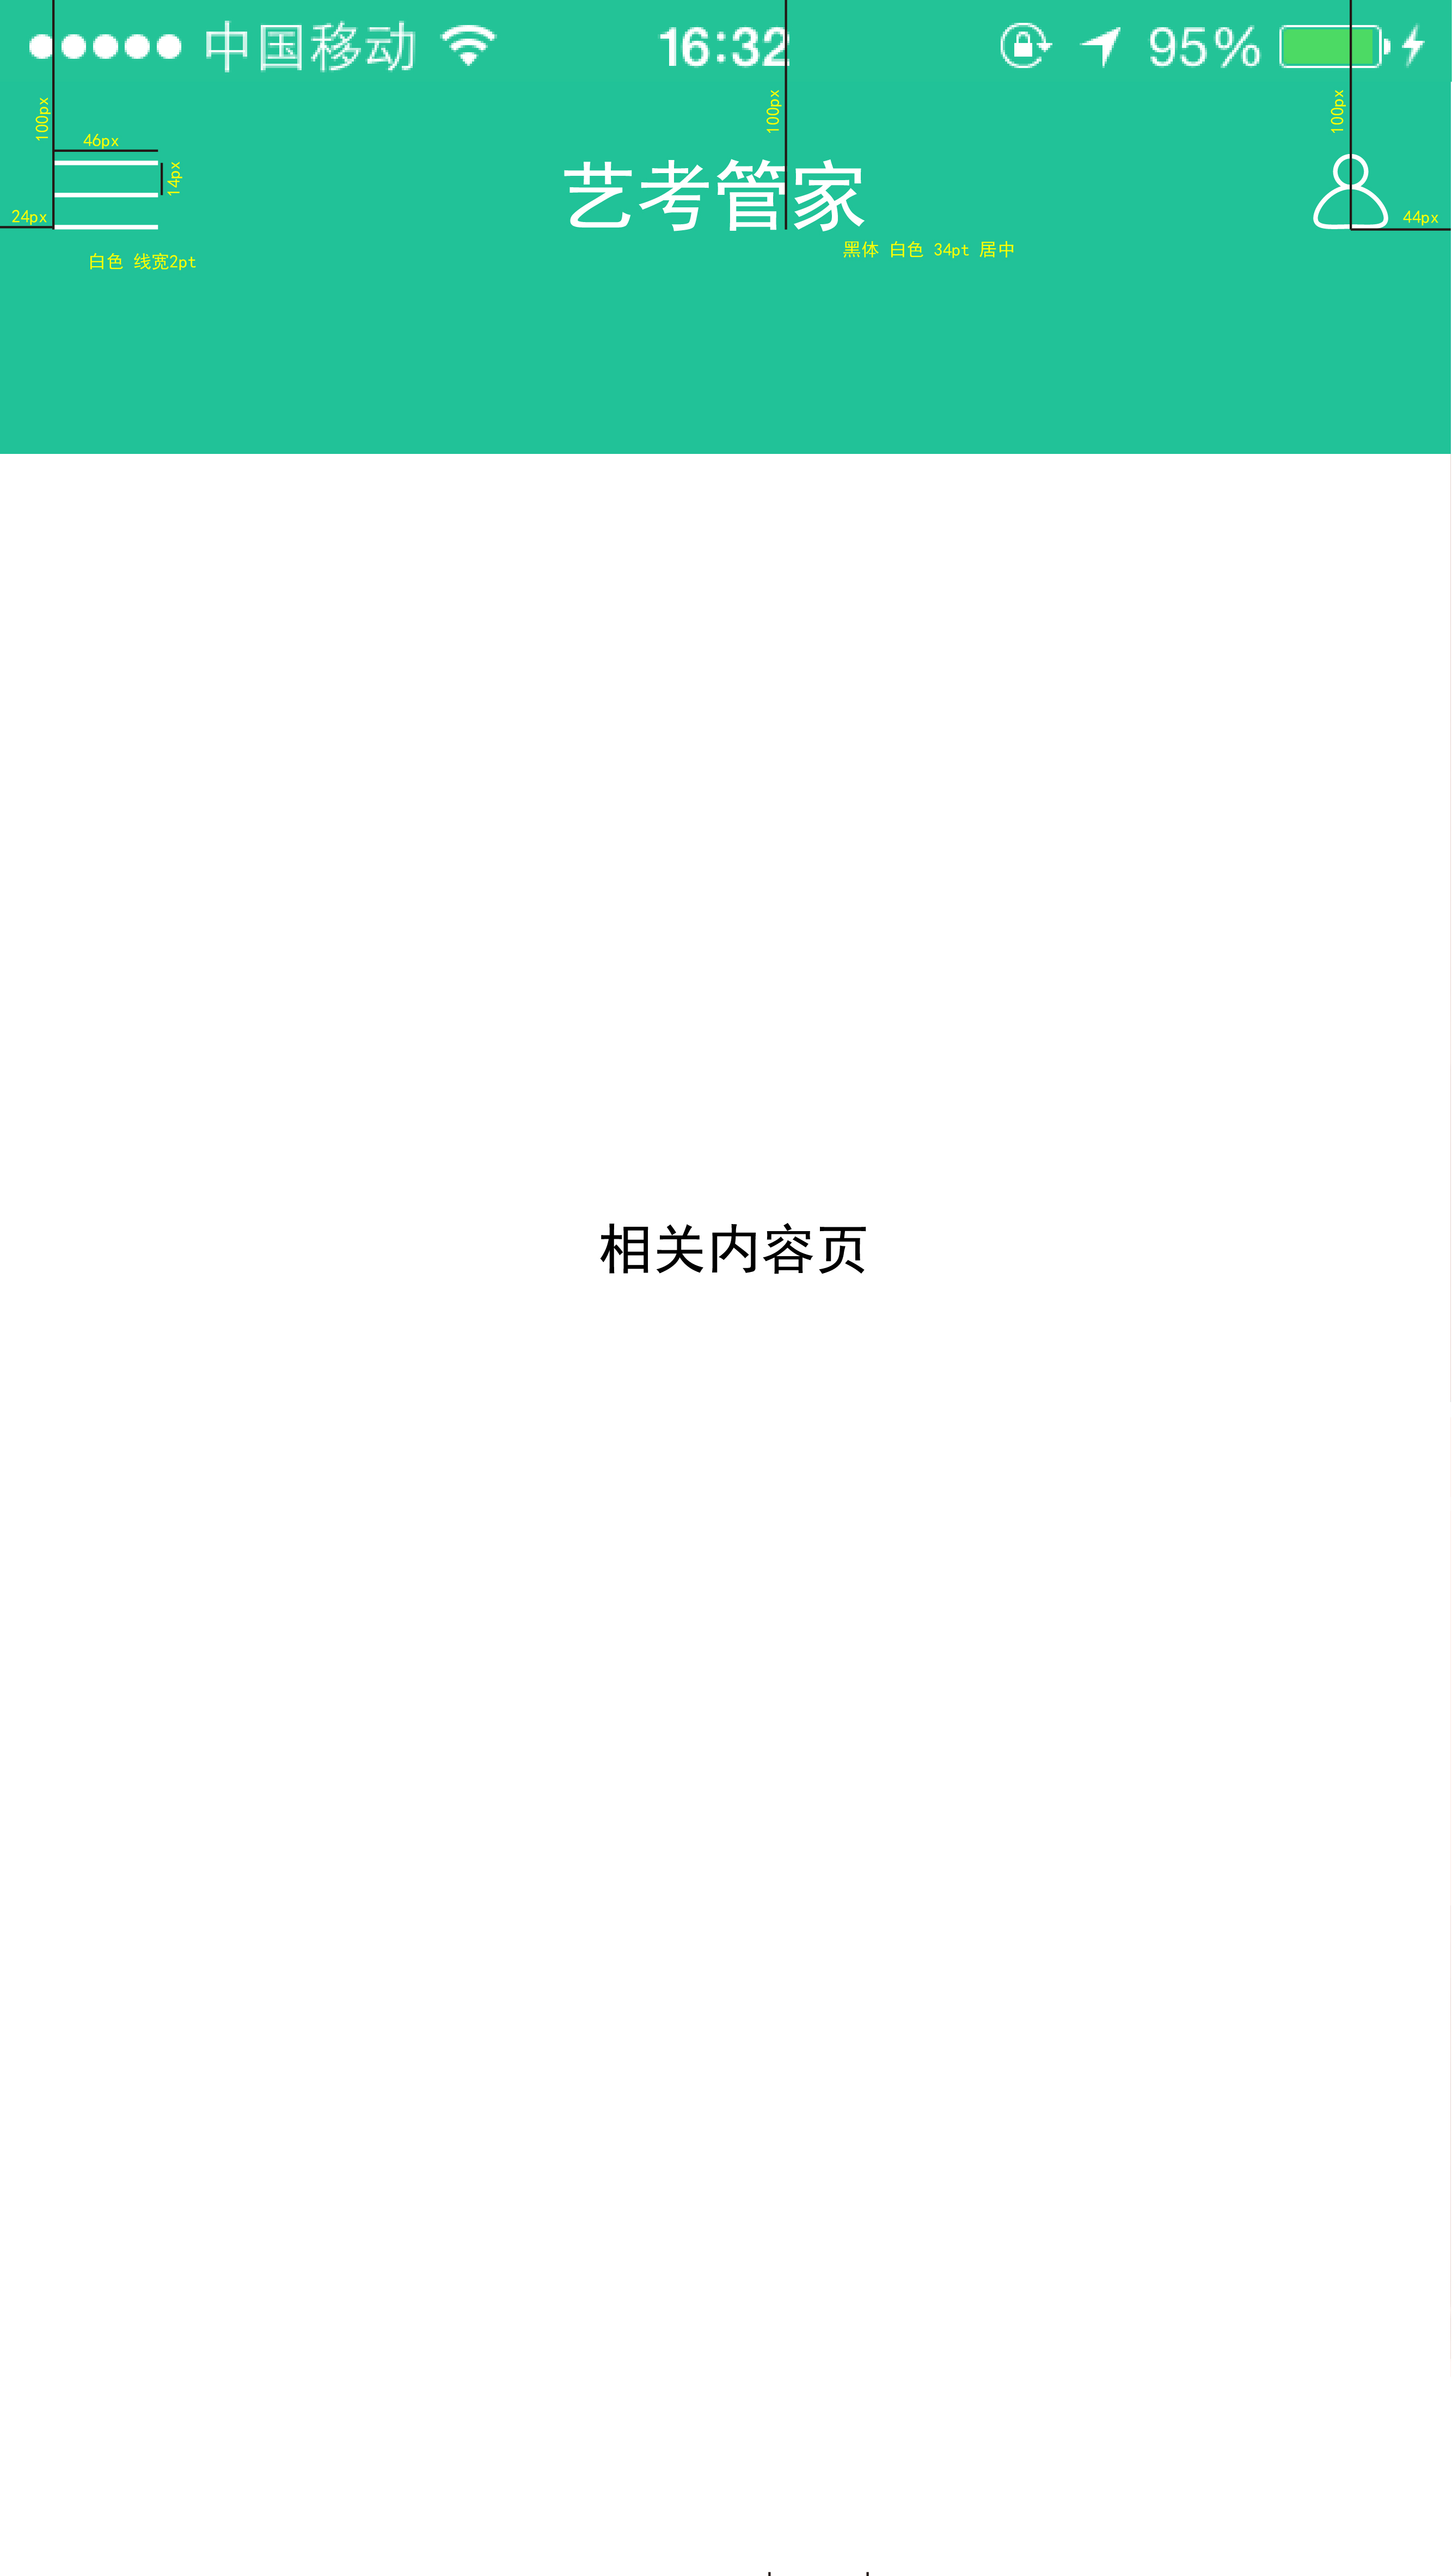 中国移动 16:32 95%
100px 100px 100px
46px
14px
艺考管家
24px 44px
白色 线宽2pt 黑体 白色 34pt 居中
相关内容页